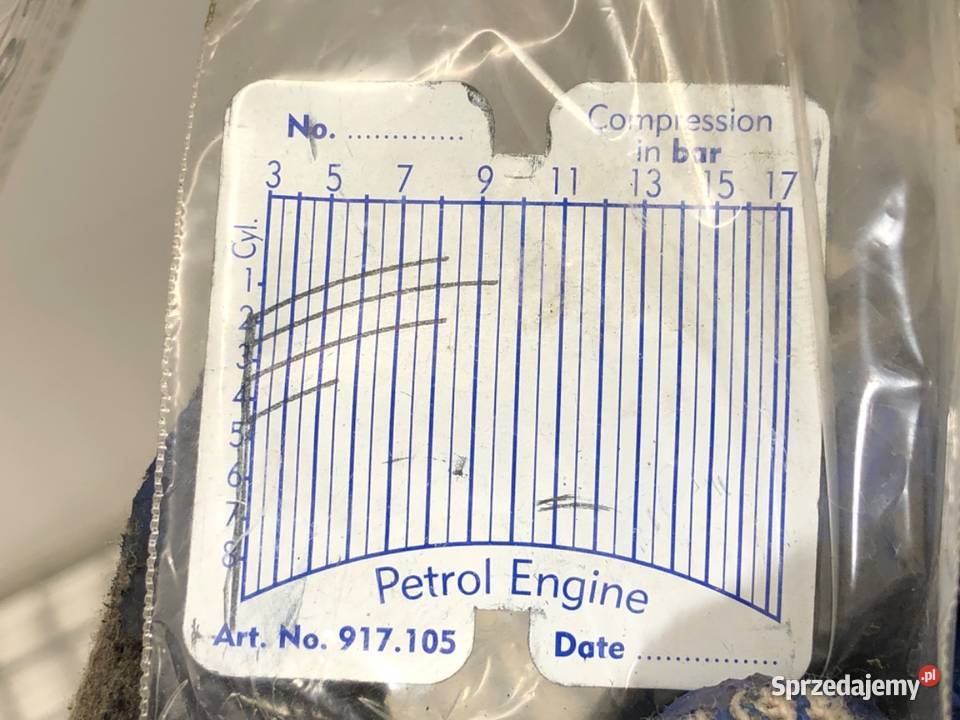 No. .............
Compression
in bar
3 5 7 9 11 13 15 17
Cyl.
1
2
3
4
5
6
7
8
Petrol Engine
Art. No. 917.105
Date ................
Sprzedajemy.pl